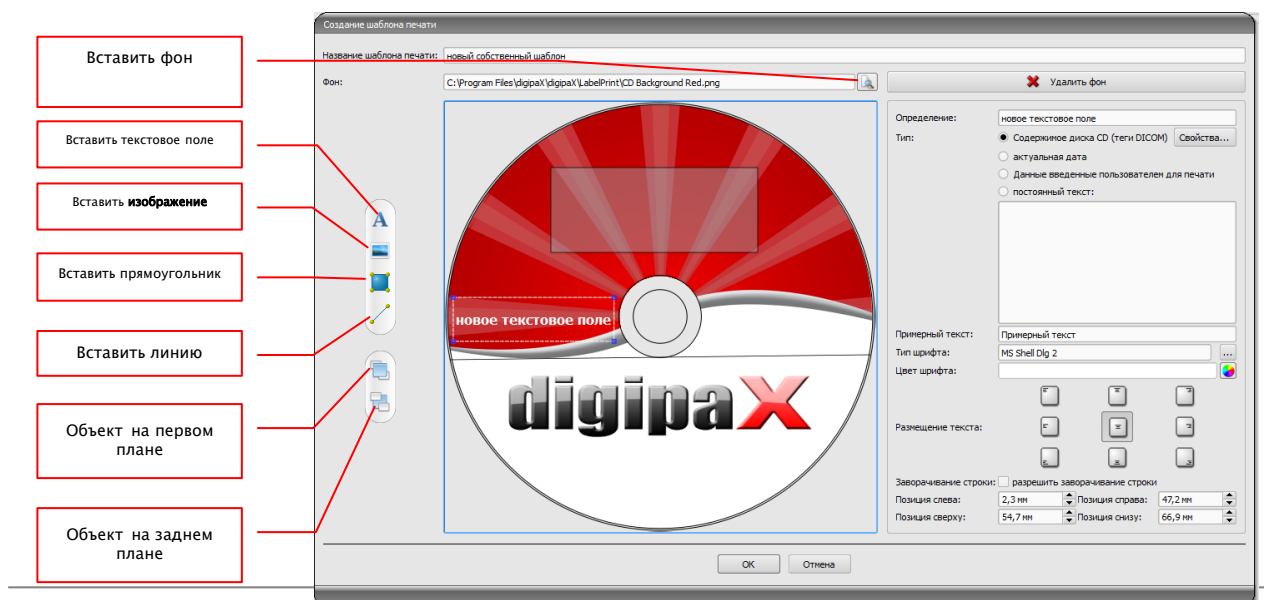 Создание шаблона печати
Вставить фон
Вставить текстовое поле
Вставить изображение
Вставить прямоугольник
Вставить линию
Объект на первом
плане
Объект на заднем
плане
Название шаблона печати: новый собственный шаблон
Фон: C:\Program Files\digipaX\digipaX\LabelPrint\CD Background Red.png
Удалить фон
A
новое текстовое поле
digipaX
Определение: новое текстовое поле
Тип: Содержиное диска CD (теги DICOM) Свойства...
актуальная дата
Данные введенные пользователен для печати
постоянный текст:
Принерный текст: Принерный текст
Тип шрифта: MS Shell Dlg 2 ...
Цвет шрифта:
Размещение текста:
Заворачивание строки: разрешить заворачивание строки
Позиция слева: 2,3 мм Позиция справа: 47,2 мм
Позиция сверху: 54,7 мм Позиция снизу: 66,9 мм
OK Отмена